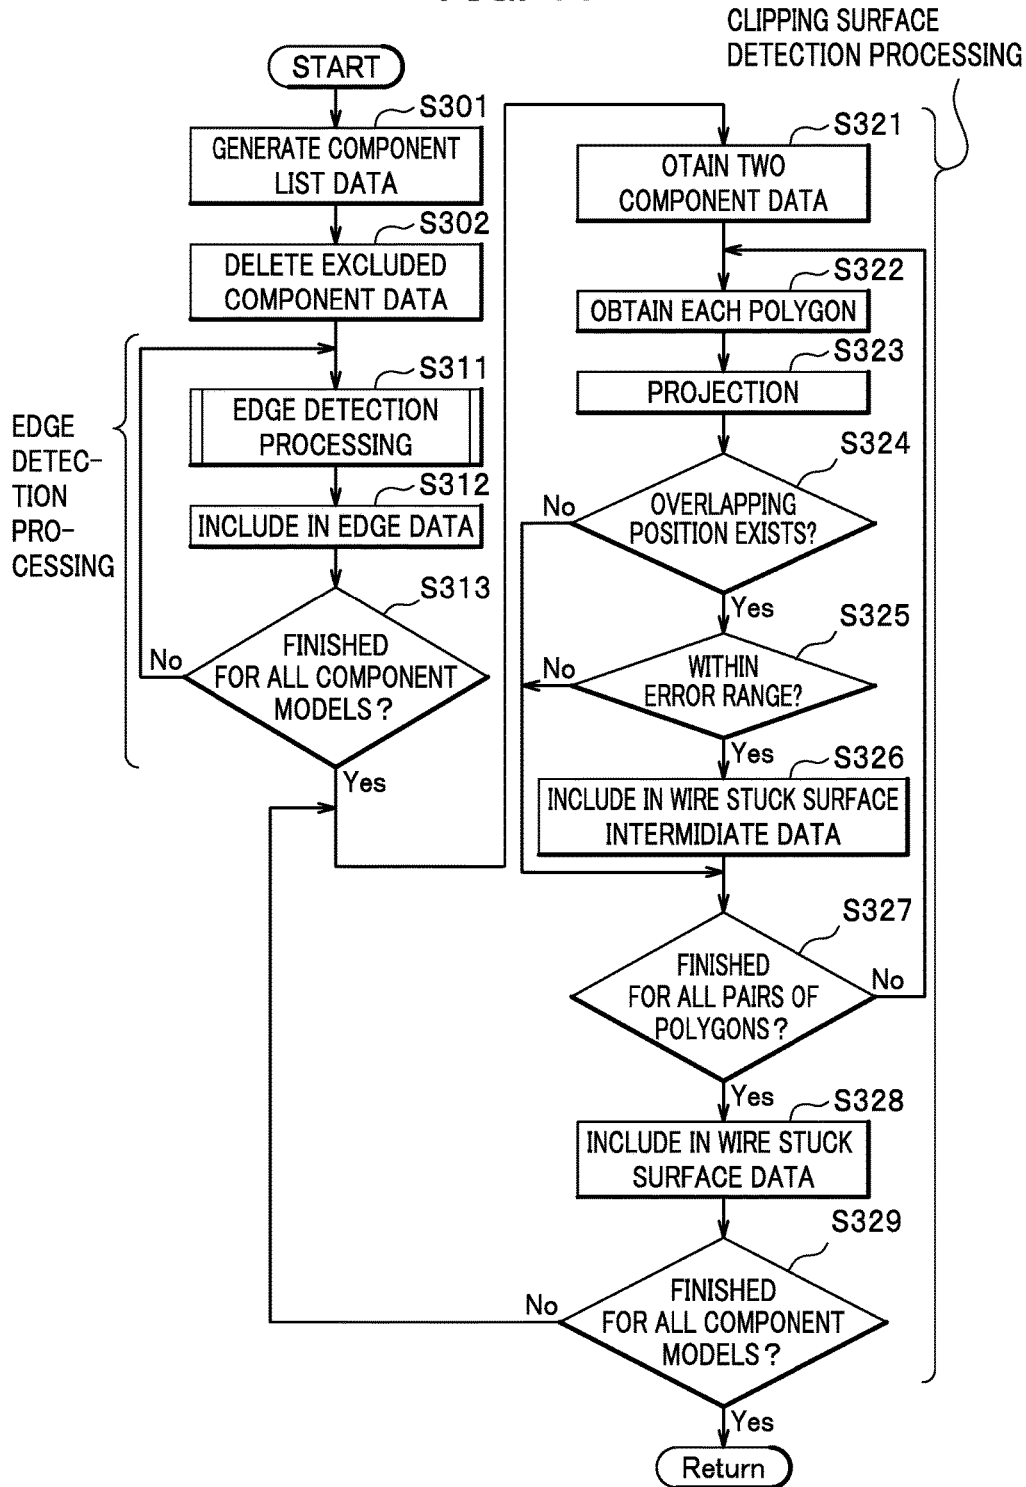 CLIPPING SURFACE
DETECTION PROCESSING
START
S301
GENERATE COMPONENT
LIST DATA
S302
DELETE EXCLUDED
COMPONENT DATA
EDGE
DETEC-
TION
PRO-
CESSING
S311
EDGE DETECTION
PROCESSING
S312
INCLUDE IN EDGE DATA
S313
FINISHED
FOR ALL COMPONENT
MODELS?
No
Yes
S321
OTAIN TWO
COMPONENT DATA
S322
OBTAIN EACH POLYGON
S323
PROJECTION
S324
OVERLAPPING
POSITION EXISTS?
No
Yes
S325
WITHIN
ERROR RANGE?
No
Yes
S326
INCLUDE IN WIRE STUCK SURFACE
INTERMIDIATE DATA
S327
FINISHED
FOR ALL PAIRS OF
POLYGONS?
No
Yes
S328
INCLUDE IN WIRE STUCK
SURFACE DATA
S329
FINISHED
FOR ALL COMPONENT
MODELS?
No
Yes
Return